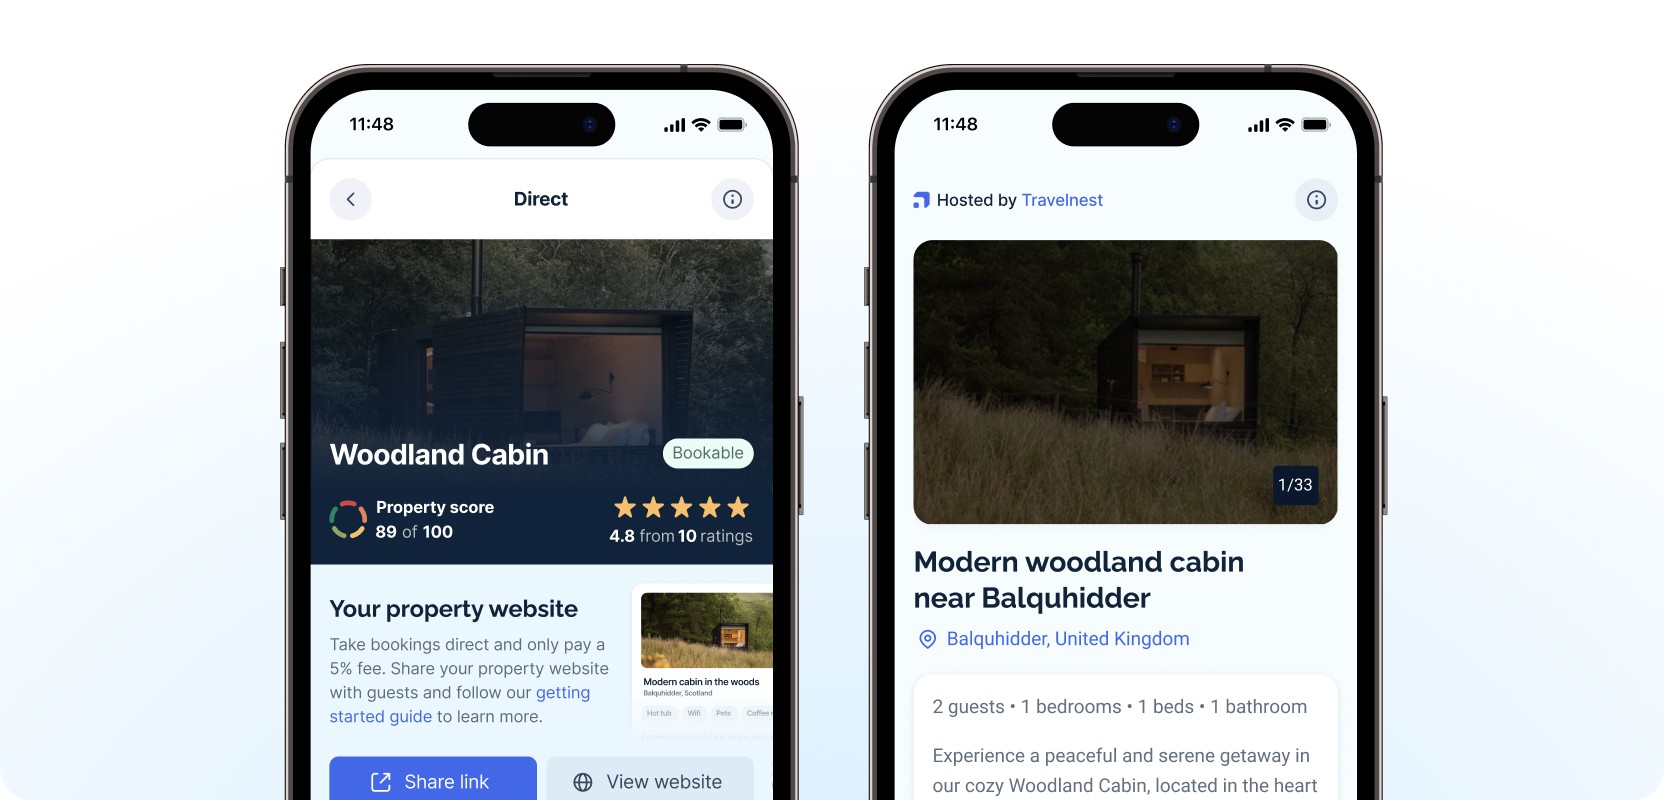 11:48
Direct
Woodland Cabin
Bookable
Property score
89 of 100
4.8 from 10 ratings
Your property website
Take bookings direct and only pay a
5% fee. Share your property website
with guests and follow our getting
started guide to learn more.
Modern cabin in the woods
Balquhidder, Scotland
Hot tub
Wifi
Pets
Coffee
Share link
View website
11:48
Hosted by Travelnest
1/33
Modern woodland cabin
near Balquhidder
Balquhidder, United Kingdom
2 guests • 1 bedrooms • 1 beds • 1 bathroom
Experience a peaceful and serene getaway in
our cozy Woodland Cabin, located in the heart